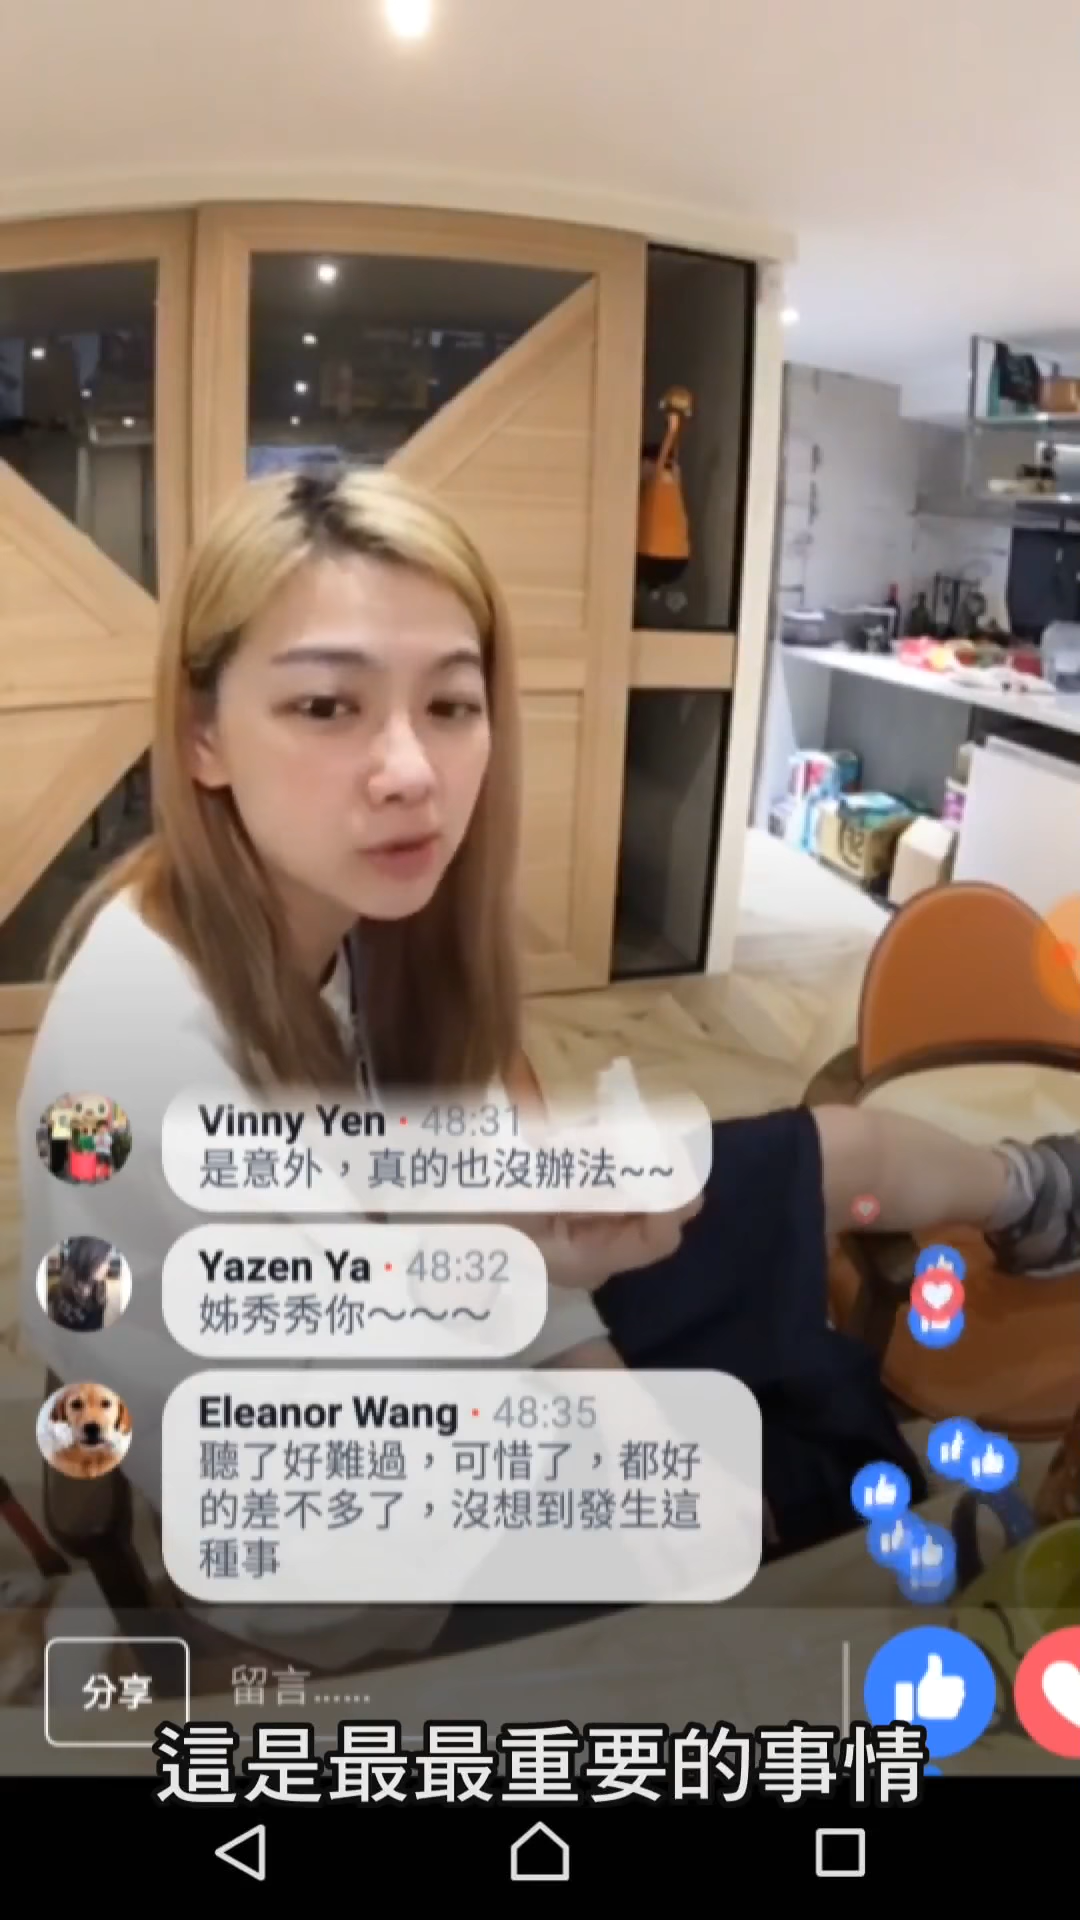 Vinny Yen · 48:31
是意外，真的也沒辦法~~
Yazen Ya · 48:32
姊秀秀你～～～
Eleanor Wang · 48:35
聽了好難過，可惜了，都好
的差不多了，沒想到發生這
種事
分享
留言......
這是最最重要的事情